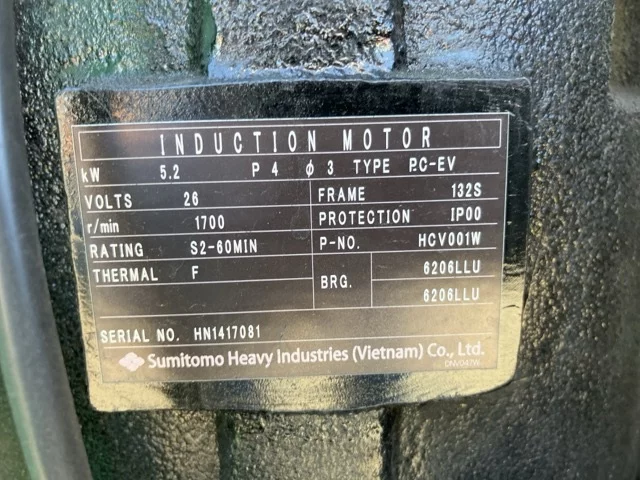 INDUCTION MOTOR
kW 5.2 P 4 φ 3 TYPE P.C-EV
VOLTS 26 FRAME 132S
r/min 1700 PROTECTION IP00
RATING S2-60MIN P-NO. HCV001W
THERMAL F BRG. 6206LLU
6206LLU
SERIAL NO. HN1417081
Sumitomo Heavy Industries (Vietnam) Co., Ltd.